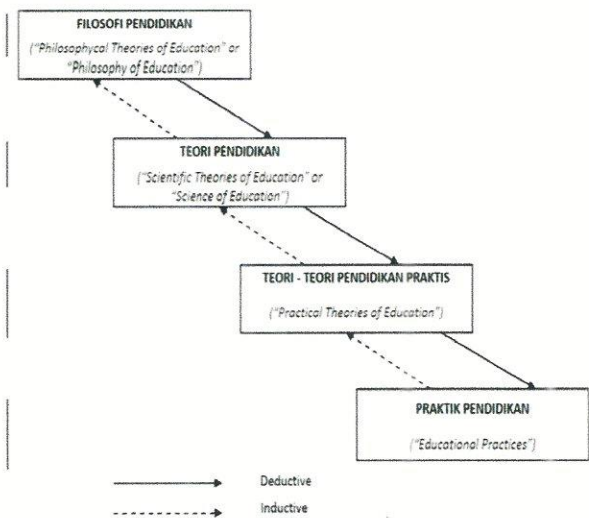 FILOSOFI PENDIDIKAN
("Philosophycal Theories of Education" or
"Philosophy of Education")
TEORI PENDIDIKAN
("Scientific Theories of Education" or
"Science of Education")
TEORI - TEORI PENDIDIKAN PRAKTIS
("Practical Theories of Education")
PRAKTIK PENDIDIKAN
("Educational Practices")
Deductive
Inductive